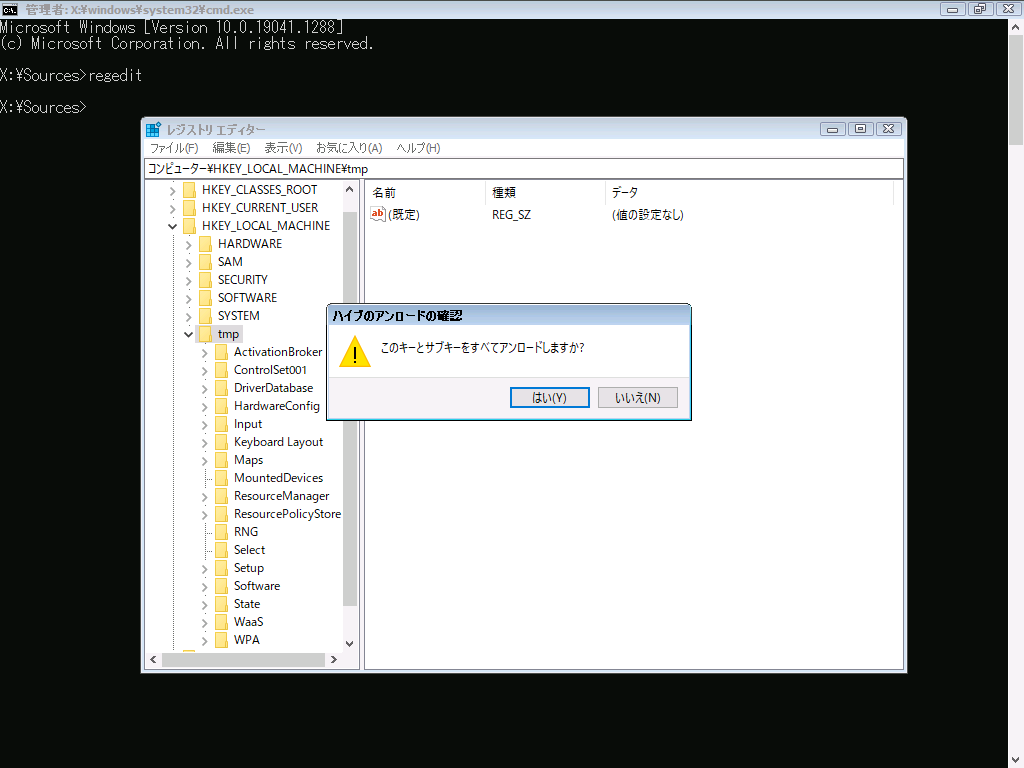 管理者: X:¥windows¥system32¥cmd.exe
Microsoft Windows [Version 10.0.19041.1288]
(c) Microsoft Corporation. All rights reserved.
X:¥Sources>regedit
X:¥Sources>
レジストリ エディター
ファイル(F) 編集(E) 表示(V) お気に入り(A) ヘルプ(H)
コンピューター¥HKEY_LOCAL_MACHINE¥tmp
HKEY_CLASSES_ROOT
HKEY_CURRENT_USER
HKEY_LOCAL_MACHINE
HARDWARE
SAM
SECURITY
SOFTWARE
SYSTEM
tmp
ActivationBroker
ControlSet001
DriverDatabase
HardwareConfig
Input
Keyboard Layout
Maps
MountedDevices
ResourceManager
ResourcePolicyStore
RNG
Select
Setup
Software
State
WaaS
WPA
名前 種類 データ
ab (既定) REG_SZ (値の設定なし)
ハイブのアンロードの確認
このキーとサブキーをすべてアンロードしますか?
はい(Y) いいえ(N)